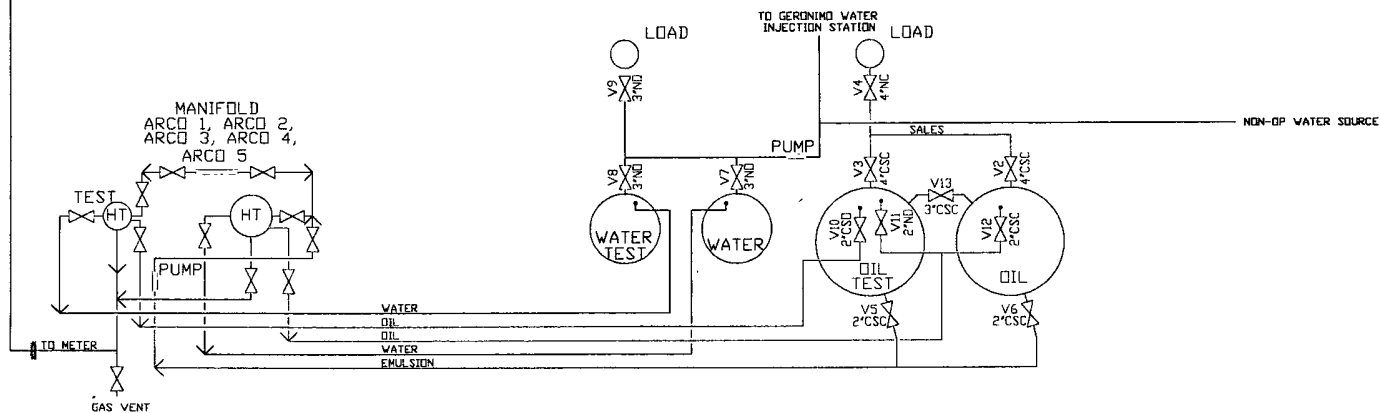 TO GERONIMO WATER
INJECTION STATION
LOAD
LOAD
V9
3"NO
V4
4"NC
MANIFOLD
ARCO 1, ARCO 2,
ARCO 3, ARCO 4,
ARCO 5
NON-OP WATER SOURCE
SALES
PUMP
V8
3"NO
V7
3"NO
V3
4"CSC
V2
4"CSC
V13
3"CSC
TEST
HT
HT
V10
2"CSO
V11
2"NO
V12
2"CSC
WATER
TEST
WATER
PUMP
OIL
TEST
OIL
WATER
OIL
OIL
V5
2"CSC
V6
2"CSC
TO METER
WATER
EMULSION
GAS VENT